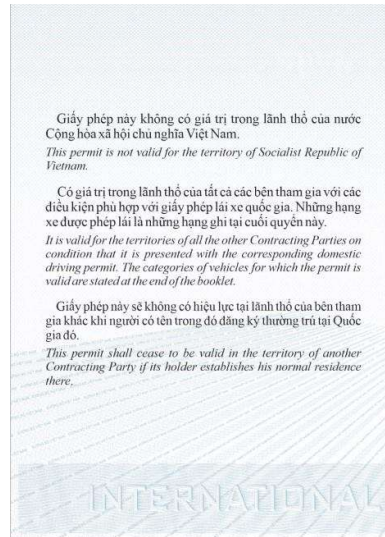 Giấy phép này không có giá trị trong lãnh thổ của nước
Cộng hòa xã hội chủ nghĩa Việt Nam.
This permit is not valid for the territory of Socialist Republic of
Vietnam.
Có giá trị trong lãnh thổ của tất cả các bên tham gia với các
điều kiện phù hợp với giấy phép lái xe quốc gia. Những hạng
xe được phép lái là những hạng ghi tại cuối quyển này.
It is valid for the territories of all the other Contracting Parties on
condition that it is presented with the corresponding domestic
driving permit. The categories of vehicles for which the permit is
valid are stated at the end of the booklet.
Giấy phép này sẽ không có hiệu lực tại lãnh thổ của bên tham
gia khác khi người có tên trong đó đăng ký thường trú tại Quốc
gia đó.
This permit shall cease to be valid in the territory of another
Contracting Party if its holder establishes his normal residence
there.
INTERNATIONAL